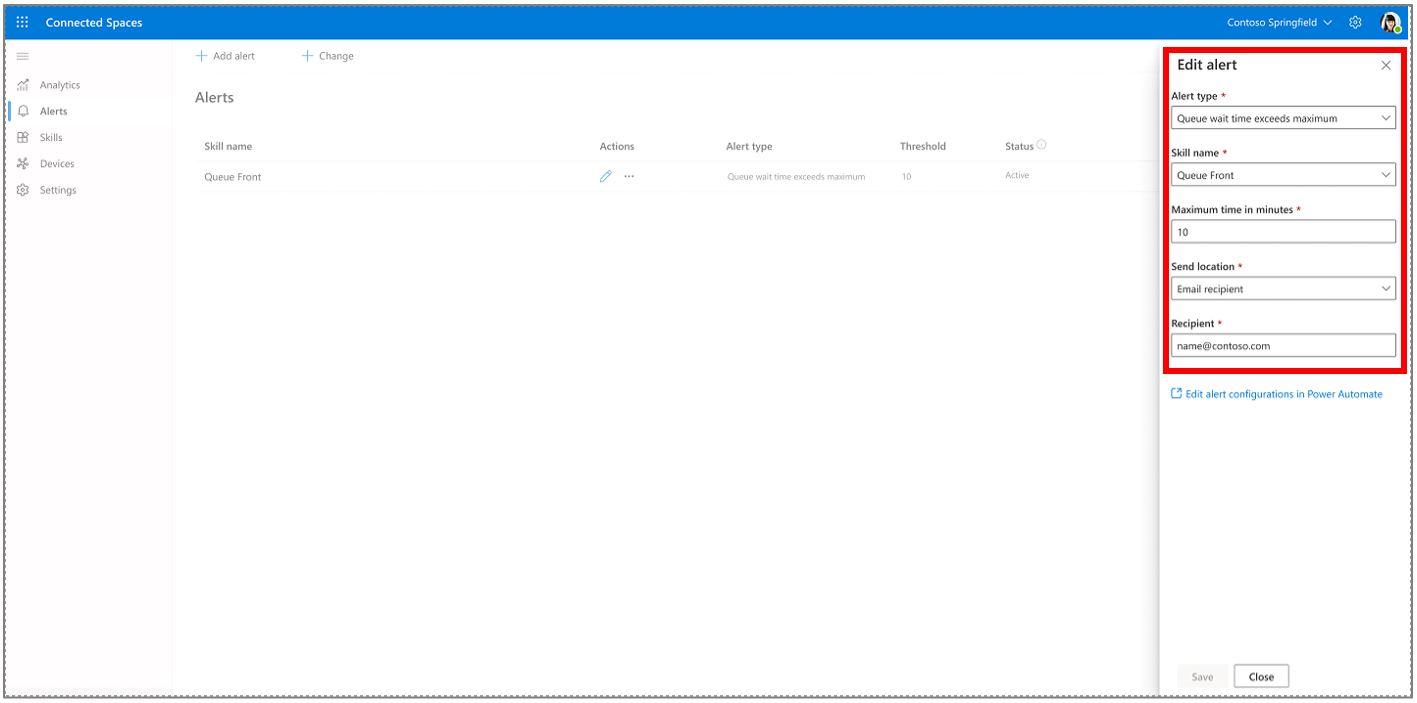 Connected Spaces
Contoso Springfield
Add alert
Change
Analytics
Alerts
Skills
Devices
Settings
Alerts
Skill name Actions Alert type Threshold Status
Queue Front Queue wait time exceeds maximum 10 Active
Edit alert
Alert type *
Queue wait time exceeds maximum
Skill name *
Queue Front
Maximum time in minutes *
10
Send location *
Email recipient
Recipient *
name@contoso.com
Edit alert configurations in Power Automate
Save Close